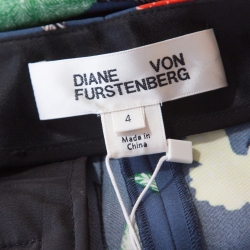 DIANE VON
FURSTENBERG
4
Made in
China